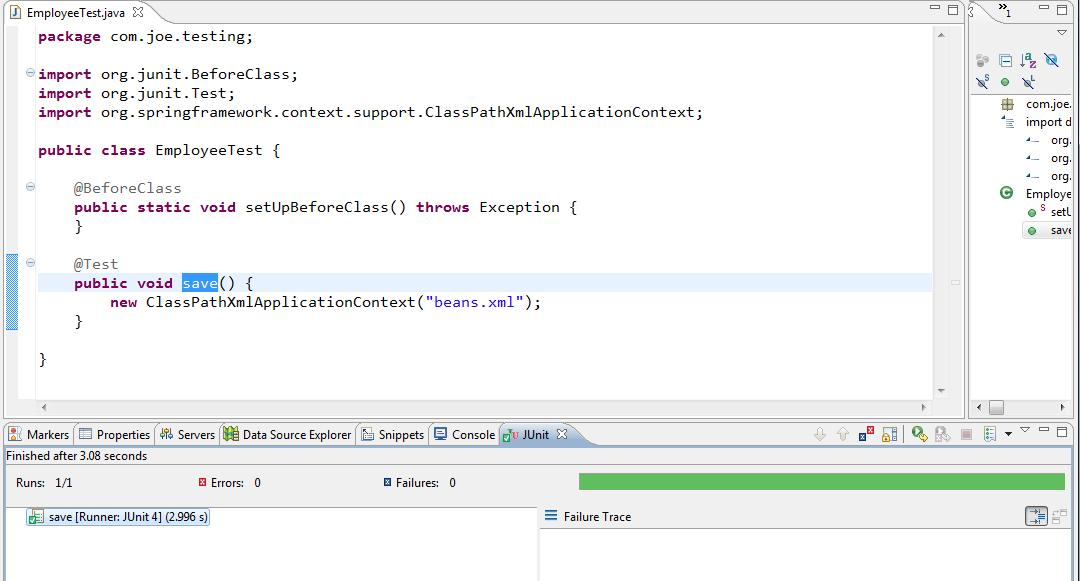 EmployeeTest.java
package com.joe.testing;
import org.junit.BeforeClass;
import org.junit.Test;
import org.springframework.context.support.ClassPathXmlApplicationContext;
public class EmployeeTest {
@BeforeClass
public static void setUpBeforeClass() throws Exception {
}
@Test
public void save() {
new ClassPathXmlApplicationContext("beans.xml");
}
}
1
com.joe.
import d
org.
org.
org.
Employe
setU
save
Markers Properties Servers Data Source Explorer Snippets Console JUnit
Finished after 3.08 seconds
Runs: 1/1 Errors: 0 Failures: 0
save [Runner: JUnit 4] (2.996 s)
Failure Trace